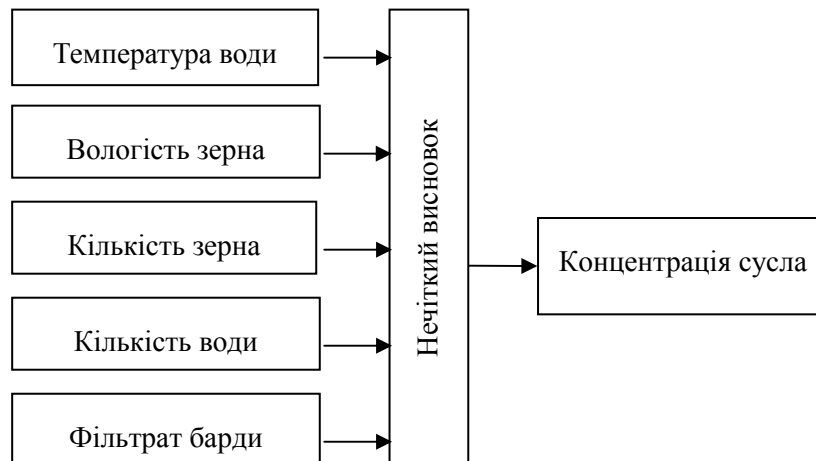 Температура води
Вологість зерна
Кількість зерна
Кількість води
Фільтрат барди
Нечіткий висновок
Концентрація сусла